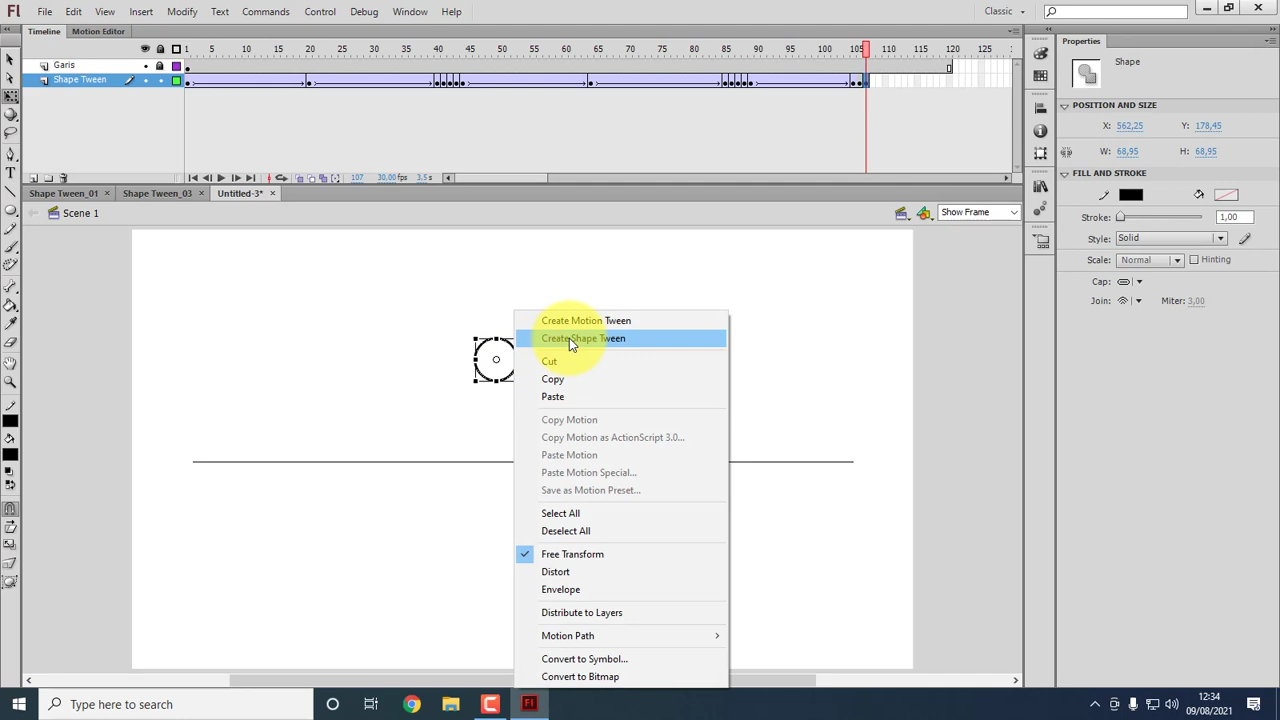 Fl File Edit View Insert Modify Text Commands Control Debug Window Help Classic
Timeline Motion Editor
1 5 10 15 20 25 30 35 40 45 50 55 60 65 70 75 80 85 90 95 100 105 110 115 120 125
Garis
Shape Tween
107 30,00 fps 3,5 s
Shape Tween_01 Shape Tween_03 Untitled-3*
Scene 1 Show Frame
Create Motion Tween
Create Shape Tween
Cut
Copy
Paste
Copy Motion
Copy Motion as ActionScript 3.0...
Paste Motion
Paste Motion Special...
Save as Motion Preset...
Select All
Deselect All
Free Transform
Distort
Envelope
Distribute to Layers
Motion Path
Convert to Symbol...
Convert to Bitmap
Properties
Shape
POSITION AND SIZE
X: 562,25 Y: 178,45
W: 68,95 H: 68,95
FILL AND STROKE
Stroke: 1,00
Style: Solid
Scale: Normal Hinting
Cap:
Join: Miter: 3,00
Type here to search
Fl
12:34
09/08/2021